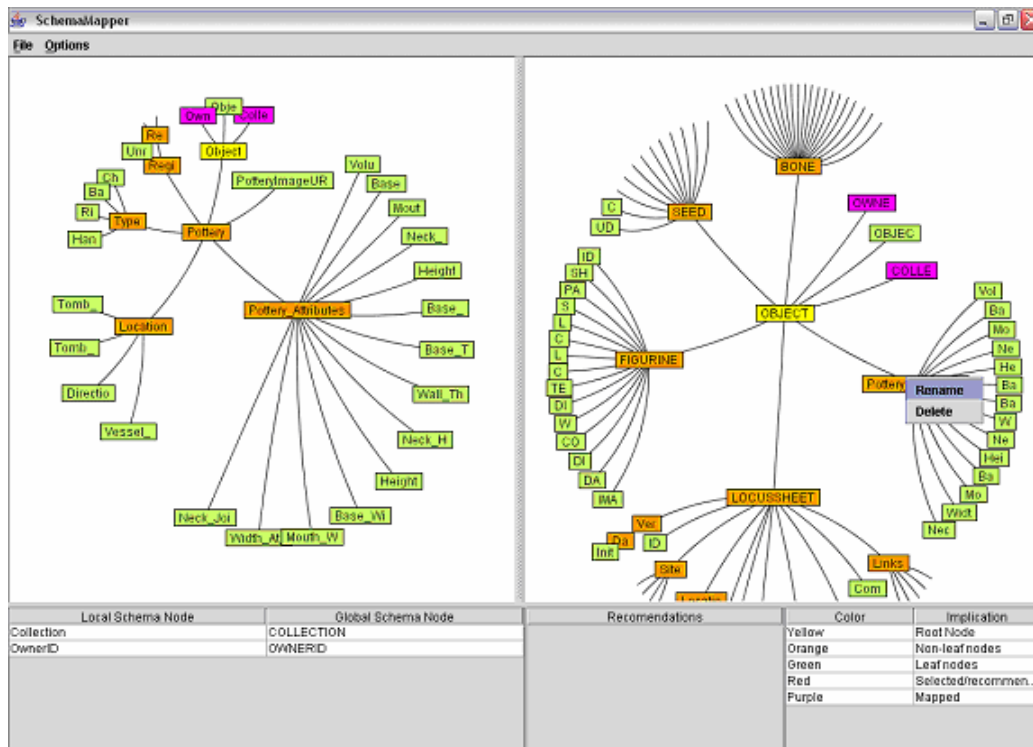 SchemaMapper
File Options
Obje
Own
Colle
Re
Unr
Object
Regi
Volu
Ch
PotteryImageUR
Base
Ba
Mout
Ri
Type
Pottery
Neck_
Han
Height
Tomb_
Pottery_Attributes
Base_
Location
Tomb_
Base_T
Directio
Wall_Th
Vessel_
Neck_H
Height
Neck_Joi
Base_Wi
Width_At
Mouth_W
BONE
C
SEED
OWNE
UD
OBJEC
ID
SH
COLLE
PA
Vol
S
OBJECT
Ba
L
Mo
C
Ne
L
FIGURINE
He
C
Pottery
Ba
TE
Rename
Ba
DI
Delete
W
W
Ne
CO
Hei
DI
Ba
DA
Mo
IMA
LOCUSSHEET
Widt
Nec
Ver
Da
ID
Init
Site
Links
Com
Local Schema Node Global Schema Node Recomendations Color Implication
Collection COLLECTION Yellow Root Node
OwnerID OWNERID Orange Non-leaf nodes
Green Leaf nodes
Red Selected/recommen...
Purple Mapped